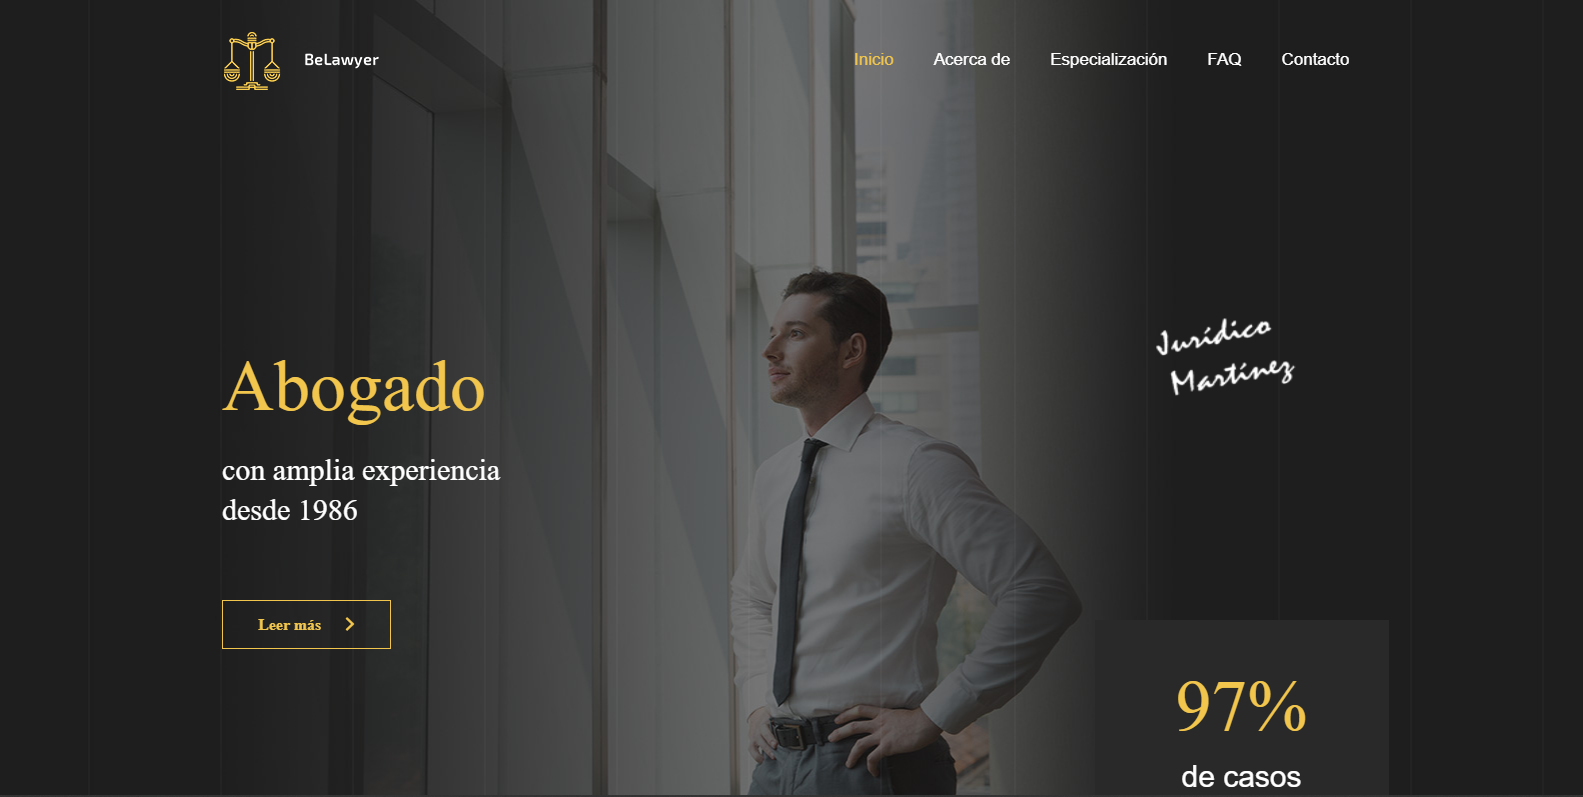 BeLawyer
Inicio
Acerca de
Especialización
FAQ
Contacto
Jurídico
Martínez
Abogado
con amplia experiencia
desde 1986
Leer más
97%
de casos